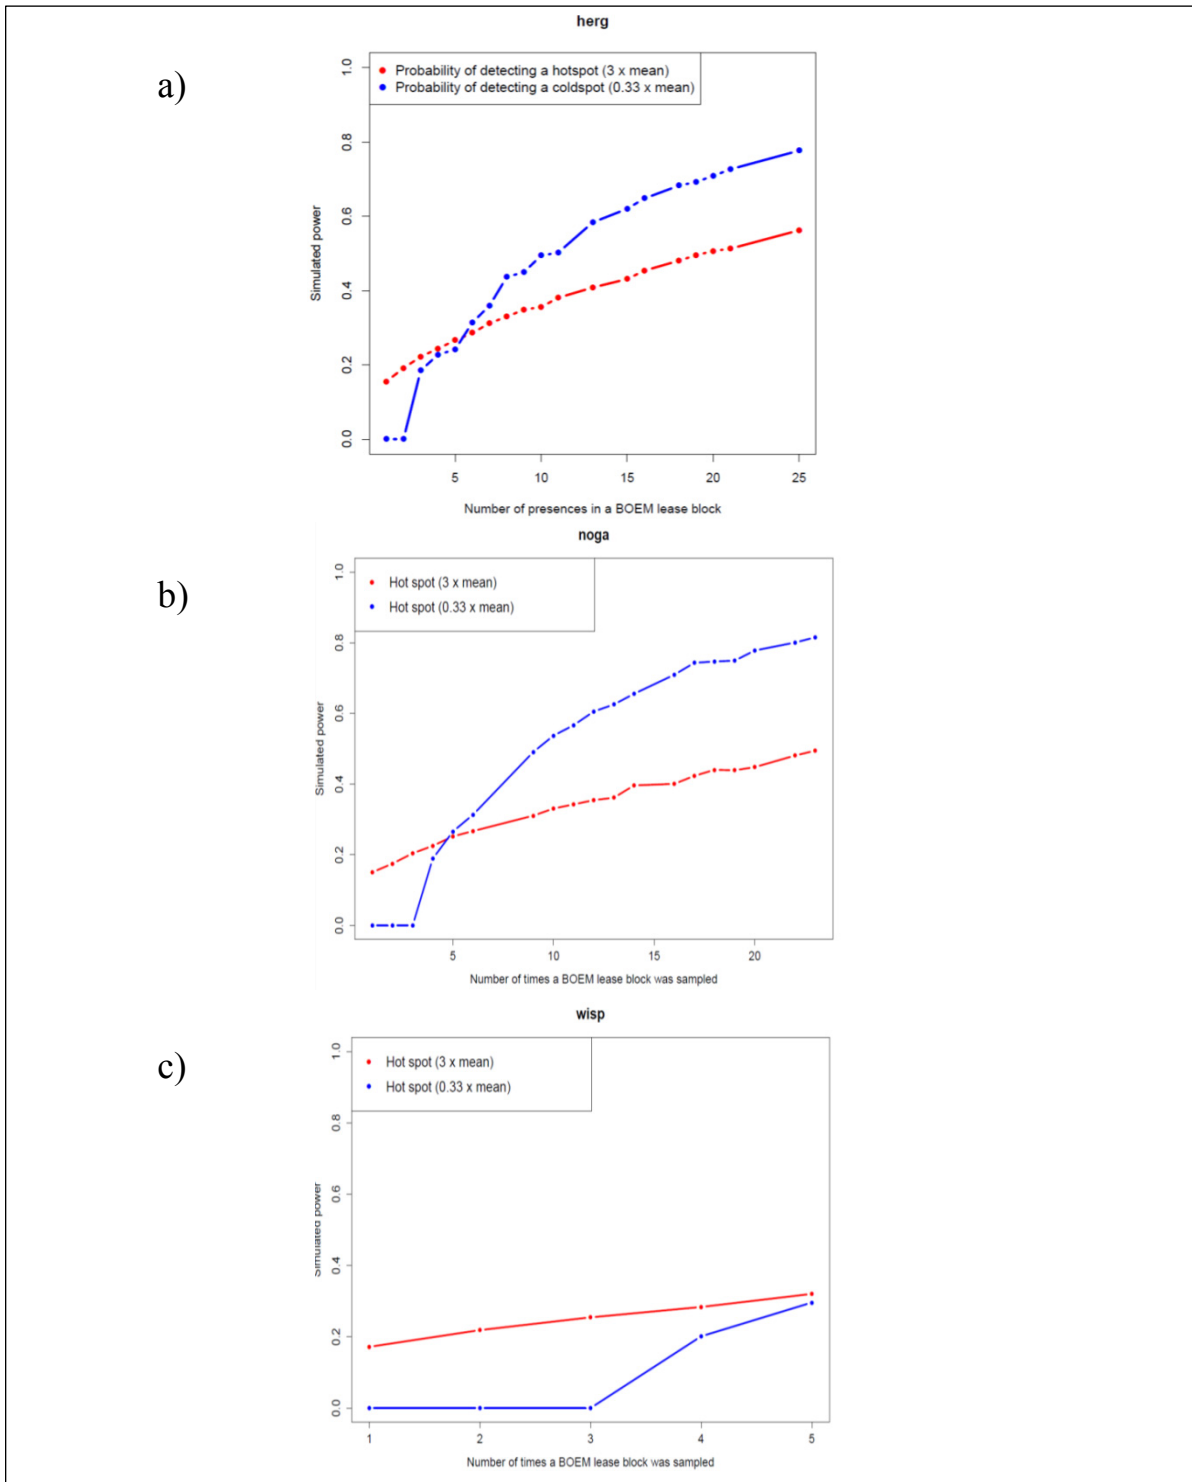 herg
a)
Probability of detecting a hotspot (3 x mean)
Probability of detecting a coldspot (0.33 x mean)
1.0
0.8
0.6
0.4
0.2
0.0
Simulated power
5 10 15 20 25
Number of presences in a BOEM lease block
noga
b)
Hot spot (3 x mean)
Hot spot (0.33 x mean)
1.0
0.8
0.6
0.4
0.2
0.0
Simulated power
5 10 15 20
Number of times a BOEM lease block was sampled
wisp
c)
Hot spot (3 x mean)
Hot spot (0.33 x mean)
1.0
0.8
0.6
0.4
0.2
0.0
Simulated power
1 2 3 4 5
Number of times a BOEM lease block was sampled